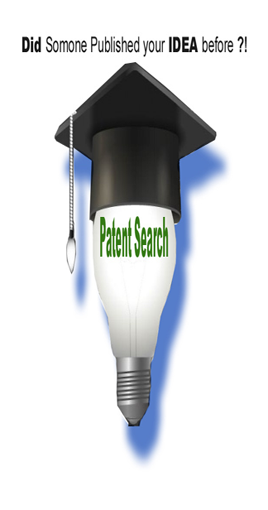 Did Somone Published your IDEA before ?!
Patent Search